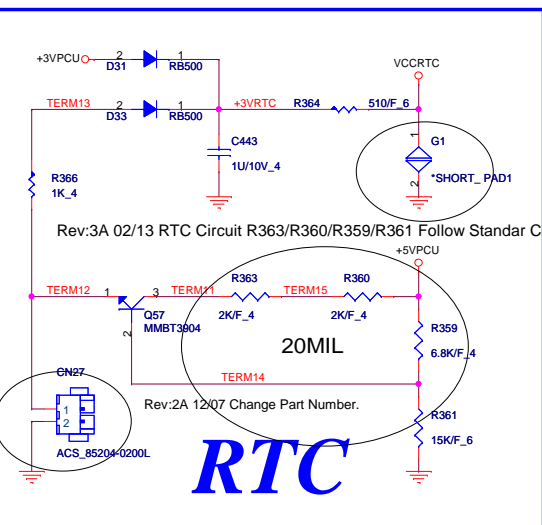 +3VPCU 2 1 VCCRTC
D31 RB500
TERM13 2 1 +3VRTC R364 510/F_6
D33 RB500
C443 1 G1
1U/10V_4
R366 2 *SHORT_ PAD1
1K_4
Rev:3A 02/13 RTC Circuit R363/R360/R359/R361 Follow Standar C
+5VPCU
TERM12 1 3 TERM11 R363 TERM15 R360
Q57 2K/F_4 2K/F_4 R359
MMBT3904
2 20MIL 6.8K/F_4
CN27 TERM14
1 Rev:2A 12/07 Change Part Number.
2 R361
15K/F_6
ACS_85204-0200L RTC